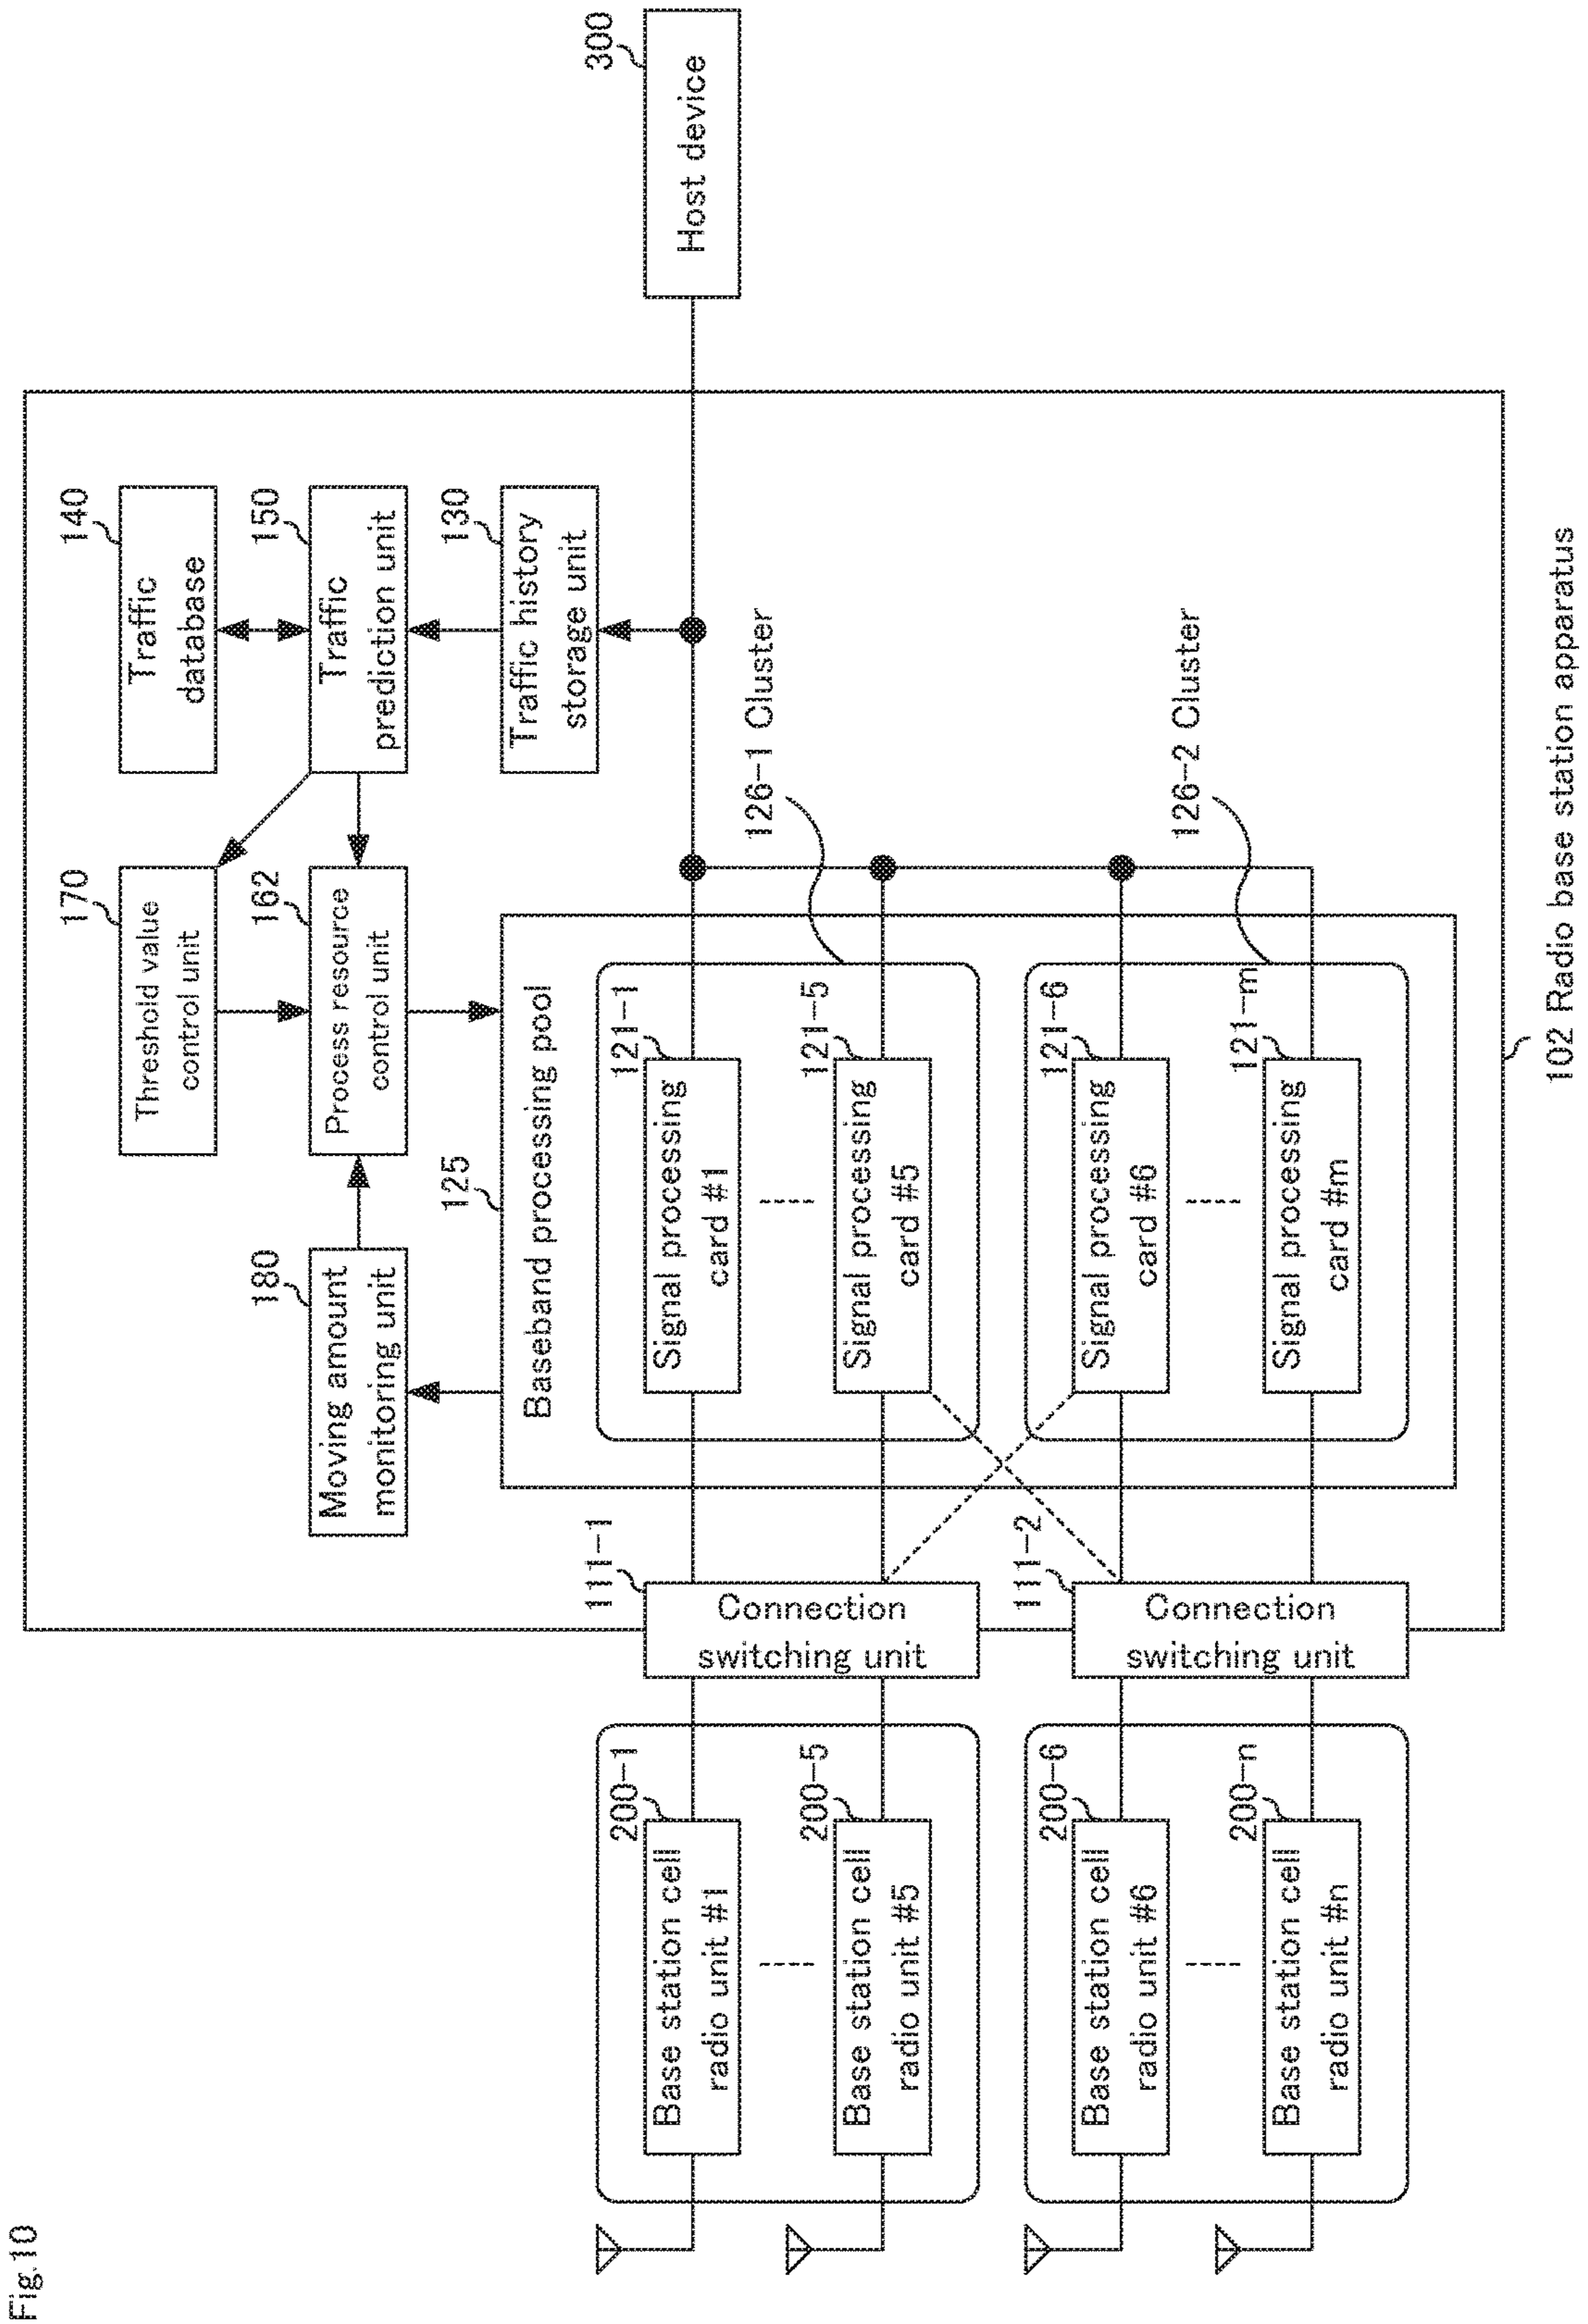 Fig.10
102 Radio base station apparatus
180
Moving amount
monitoring unit
170
Threshold value
control unit
162
Process resource
control unit
140
Traffic
database
150
Traffic
prediction unit
130
Traffic history
storage unit
300
Host device
125
Baseband processing pool
126-1 Cluster
121-1
Signal processing
card #1
121-5
Signal processing
card #5
126-2 Cluster
121-6
Signal processing
card #6
121-m
Signal processing
card #m
111-1
Connection
switching unit
111-2
Connection
switching unit
200-1
Base station cell
radio unit #1
200-5
Base station cell
radio unit #5
200-6
Base station cell
radio unit #6
200-n
Base station cell
radio unit #n